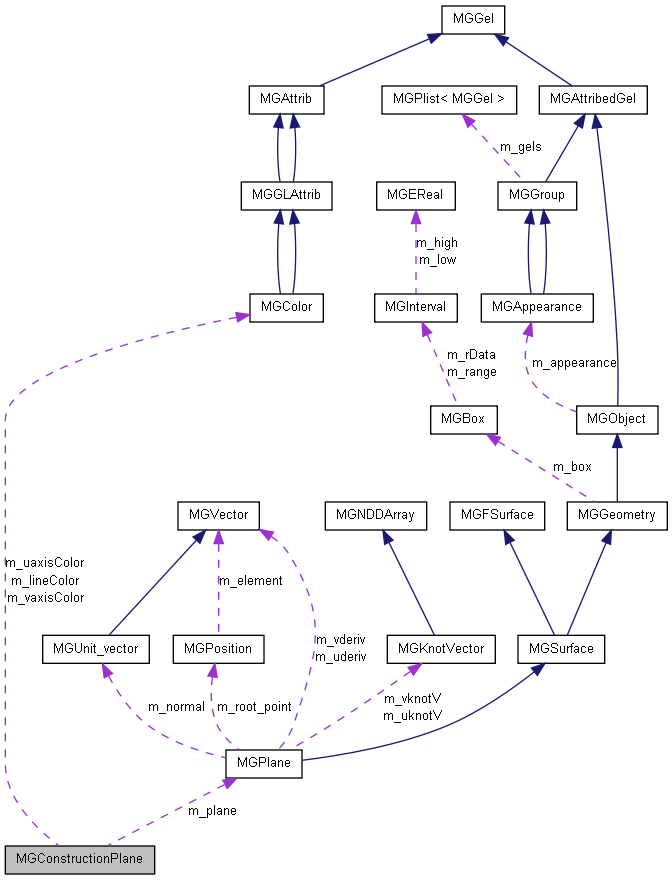 MGGel
MGAttrib
MGPlist< MGGel >
MGAttribedGel
m_gels
MGGLAttrib
MGEReal
MGGroup
m_high
m_low
MGColor
MGInterval
MGAppearance
m_rData
m_range
m_appearance
MGBox
MGObject
m_box
MGVector
MGNDDArray
MGFSurface
MGGeometry
m_uaxisColor
m_lineColor
m_vaxisColor
m_element
MGUnit_vector
MGPosition
m_vderiv
m_uderiv
MGKnotVector
MGSurface
m_normal
m_root_point
m_vknotV
m_uknotV
MGPlane
m_plane
MGConstructionPlane